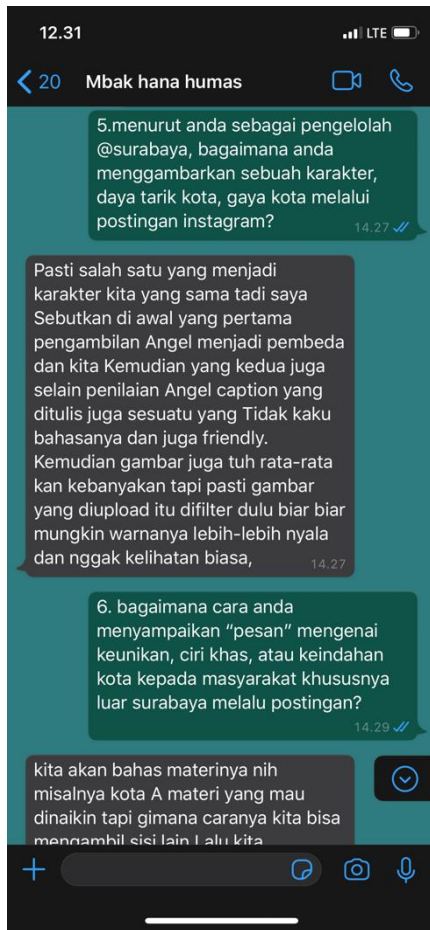 12.31
LTE
20
Mbak hana humas
5.menurut anda sebagai pengelolah
@surabaya, bagaimana anda
menggambarkan sebuah karakter,
daya tarik kota, gaya kota melalui
postingan instagram?
14.27
Pasti salah satu yang menjadi
karakter kita yang sama tadi saya
Sebutkan di awal yang pertama
pengambilan Angel menjadi pembeda
dan kita Kemudian yang kedua juga
selain penilaian Angel caption yang
ditulis juga sesuatu yang Tidak kaku
bahasanya dan juga friendly.
Kemudian gambar juga tuh rata-rata
kan kebanyakan tapi pasti gambar
yang diupload itu difilter dulu biar biar
mungkin warnanya lebih-lebih nyala
dan nggak kelihatan biasa,
14.27
6. bagaimana cara anda
menyampaikan “pesan” mengenai
keunikan, ciri khas, atau keindahan
kota kepada masyarakat khususnya
luar surabaya melalu postingan?
14.29
kita akan bahas materinya nih
misalnya kota A materi yang mau
dinaikin tapi gimana caranya kita bisa
mengambil sisi lain Lalu kita